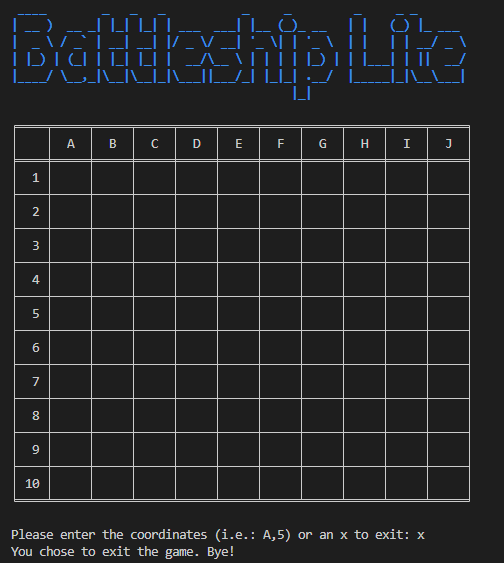 Battleship Lite
A B C D E F G H I J
1
2
3
4
5
6
7
8
9
10
Please enter the coordinates (i.e.: A,5) or an x to exit: x
You chose to exit the game. Bye!